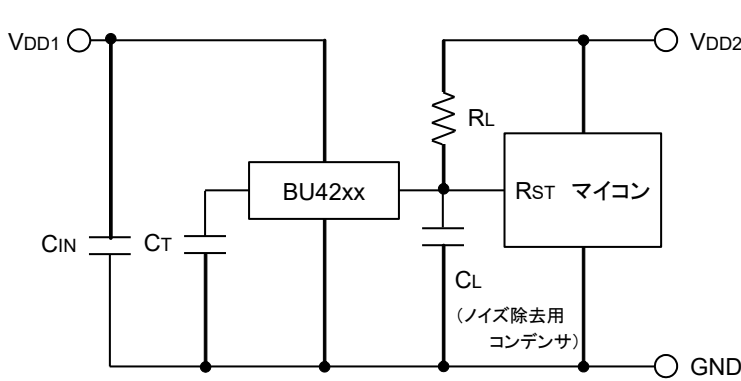 VDD1
VDD2
RL
BU42xx
RST マイコン
CIN
CT
CL
(ノイズ除去用
コンデンサ)
GND